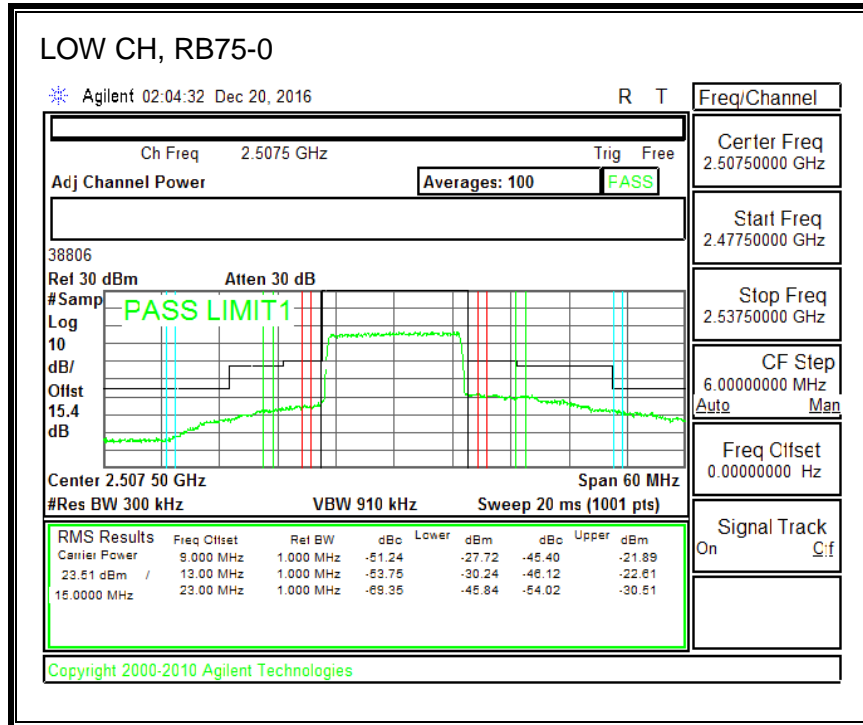 LOW CH, RB75-0
Agilent 02:04:32 Dec 20, 2016 R T
Freq/Channel
Ch Freq 2.5075 GHz Trig Free
Adj Channel Power Averages: 100 PASS
38806
Ref 30 dBm Atten 30 dB
#Samp
Log
10
dB/
Offst
15.4
dB
PASS LIMIT1
Center 2.507 50 GHz Span 60 MHz
#Res BW 300 kHz VBW 910 kHz Sweep 20 ms (1001 pts)
RMS Results Freq Offset Ref BW dBc Lower dBm dBc Upper dBm
Carrier Power 9.000 MHz 1.000 MHz -51.24 -27.72 -45.40 -21.89
23.51 dBm / 13.00 MHz 1.000 MHz -53.75 -30.24 -46.12 -22.61
15.0000 MHz 23.00 MHz 1.000 MHz -69.35 -45.84 -54.02 -30.51
Copyright 2000-2010 Agilent Technologies
Center Freq
2.50750000 GHz
Start Freq
2.47750000 GHz
Stop Freq
2.53750000 GHz
CF Step
6.00000000 MHz
Auto Man
Freq Offset
0.00000000 Hz
Signal Track
On Off